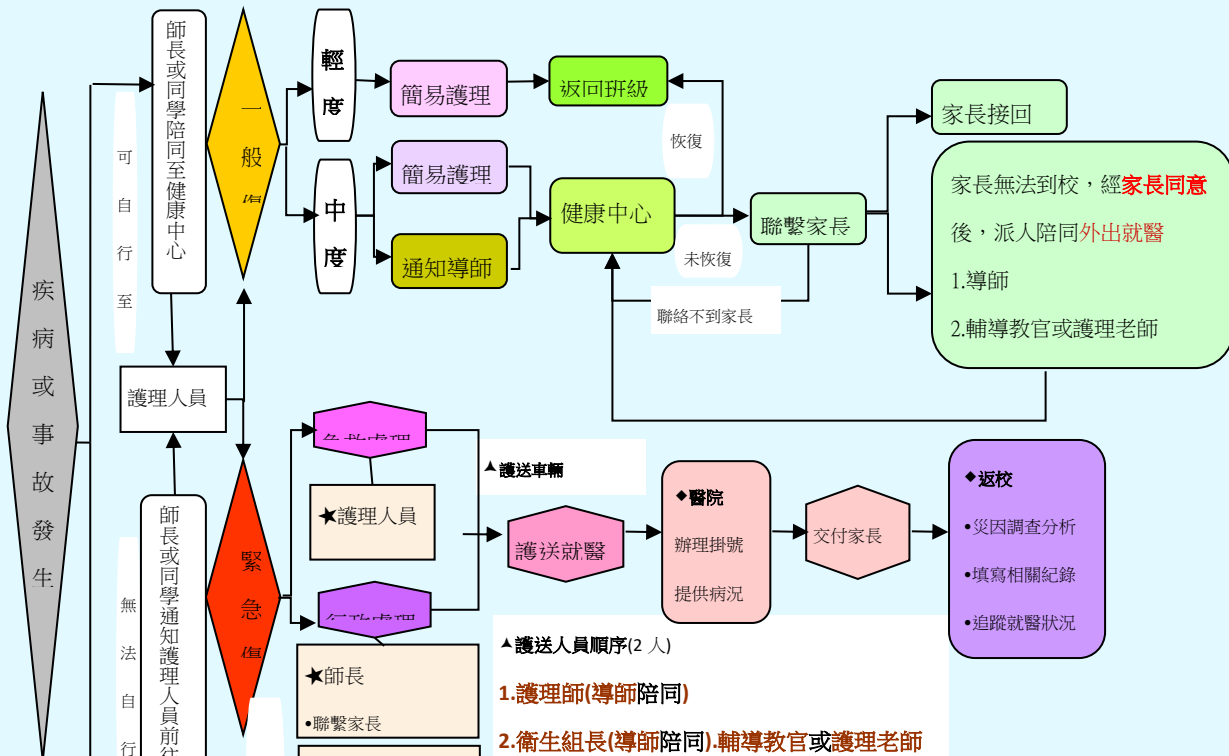 疾病或事故發生
可自行至
師長或同學陪同至健康中心
護理人員
無法自行
師長或同學通知護理人員前往
一般傷
輕度
簡易護理
返回班級
中度
簡易護理
通知導師
健康中心
恢復
未恢復
聯繫家長
聯絡不到家長
家長接回
家長無法到校，經家長同意
後，派人陪同外出就醫
1.導師
2.輔導教官或護理老師
緊急傷
急救處理
★護理人員
行政處理
★師長
•聯繫家長
▲護送車輛
護送就醫
◆醫院
辦理掛號
提供病況
交付家長
◆返校
•災因調查分析
•填寫相關紀錄
•追蹤就醫狀況
▲護送人員順序(2 人)
1.護理師(導師陪同)
2.衛生組長(導師陪同).輔導教官或護理老師